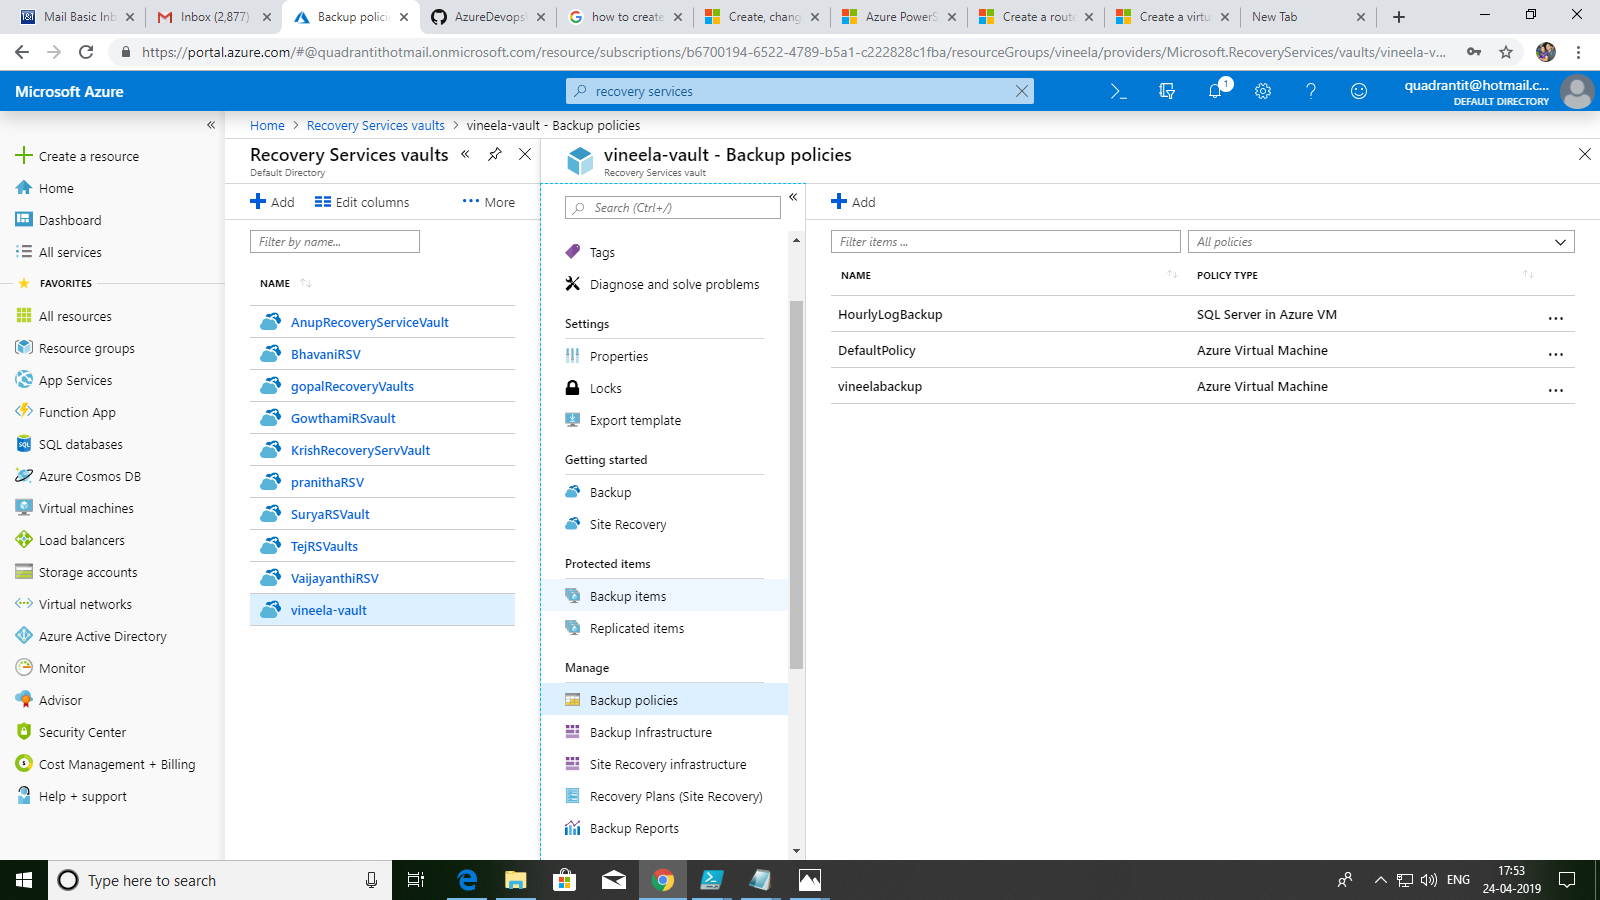 Mail Basic Inb
Inbox (2,877)
Backup polici
AzureDevops
how to create
Create, chang
Azure PowerS
Create a rout
Create a virtu
New Tab
https://portal.azure.com/#@quadrantithotmail.onmicrosoft.com/resource/subscriptions/b6700194-6522-4789-b5a1-c222828c1fba/resourceGroups/vineela/providers/Microsoft.RecoveryServices/vaults/vineela-v...
Microsoft Azure
recovery services
1
quadrantit@hotmail.c...
DEFAULT DIRECTORY
Create a resource
Home
Dashboard
All services
FAVORITES
All resources
Resource groups
App Services
Function App
SQL databases
Azure Cosmos DB
Virtual machines
Load balancers
Storage accounts
Virtual networks
Azure Active Directory
Monitor
Advisor
Security Center
Cost Management + Billing
Help + support
Home > Recovery Services vaults > vineela-vault - Backup policies
Recovery Services vaults
Default Directory
Add
Edit columns
More
Filter by name...
NAME
AnupRecoveryServiceVault
BhavaniRSV
gopalRecoveryVaults
GowthamiRSvault
KrishRecoveryServVault
pranithaRSV
SuryaRSVault
TejRSVaults
VaijayanthiRSV
vineela-vault
vineela-vault - Backup policies
Recovery Services vault
Search (Ctrl+/)
Tags
Diagnose and solve problems
Settings
Properties
Locks
Export template
Getting started
Backup
Site Recovery
Protected items
Backup items
Replicated items
Manage
Backup policies
Backup Infrastructure
Site Recovery infrastructure
Recovery Plans (Site Recovery)
Backup Reports
Add
Filter items ...
All policies
NAME POLICY TYPE
HourlyLogBackup SQL Server in Azure VM ...
DefaultPolicy Azure Virtual Machine ...
vineelabackup Azure Virtual Machine ...
Type here to search
ENG
17:53
24-04-2019